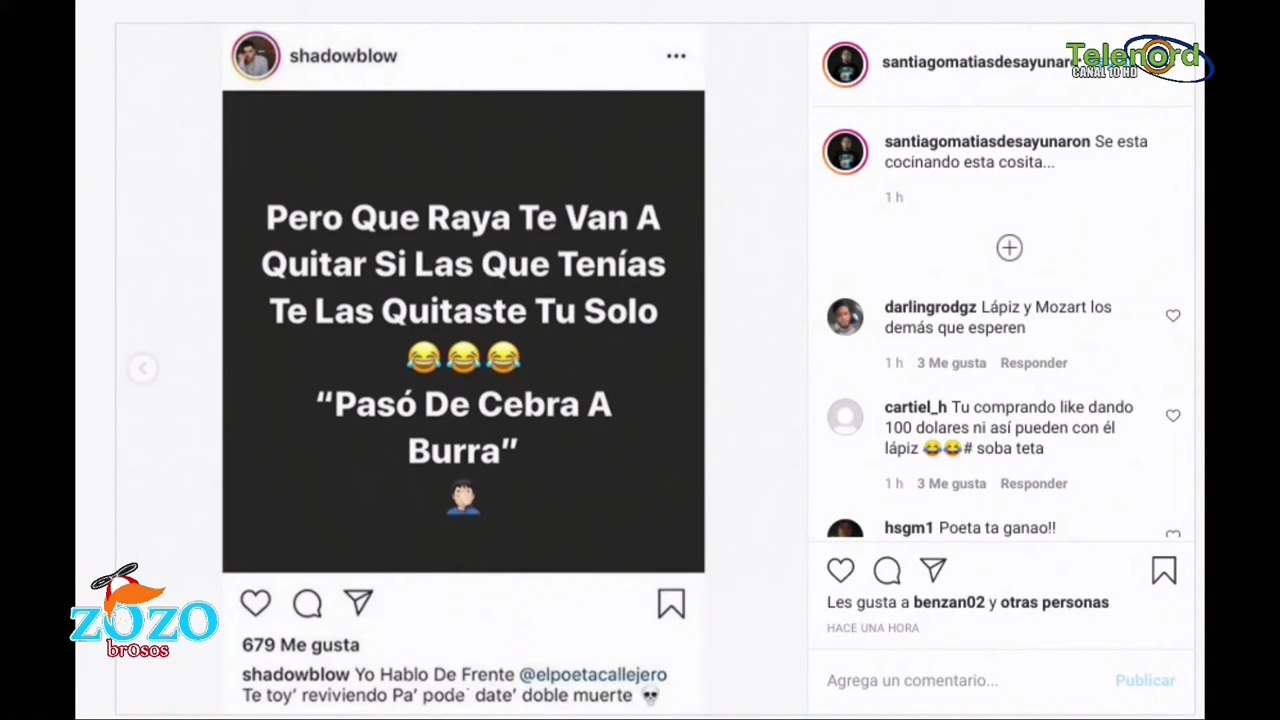 shadowblow
Pero Que Raya Te Van A
Quitar Si Las Que Tenías
Te Las Quitaste Tu Solo
😂😂😂
“Pasó De Cebra A
Burra”
🤦🏻‍♂️
679 Me gusta
shadowblow Yo Hablo De Frente @elpoetacallejero
Te toy’ reviviendo Pa’ pode´ date’ doble muerte 💀
santiagomatiasdesayunaron
Telenord
CANAL 10 HD
santiagomatiasdesayunaron Se esta
cocinando esta cosita...
1 h
darlingrodgz Lápiz y Mozart los
demás que esperen
1 h 3 Me gusta Responder
cartiel_h Tu comprando like dando
100 dolares ni así pueden con él
lápiz 😂😂# soba teta
1 h 3 Me gusta Responder
hsgm1 Poeta ta ganao!!
Les gusta a benzan02 y otras personas
HACE UNA HORA
Agrega un comentario... Publicar
ZOZO
brosos